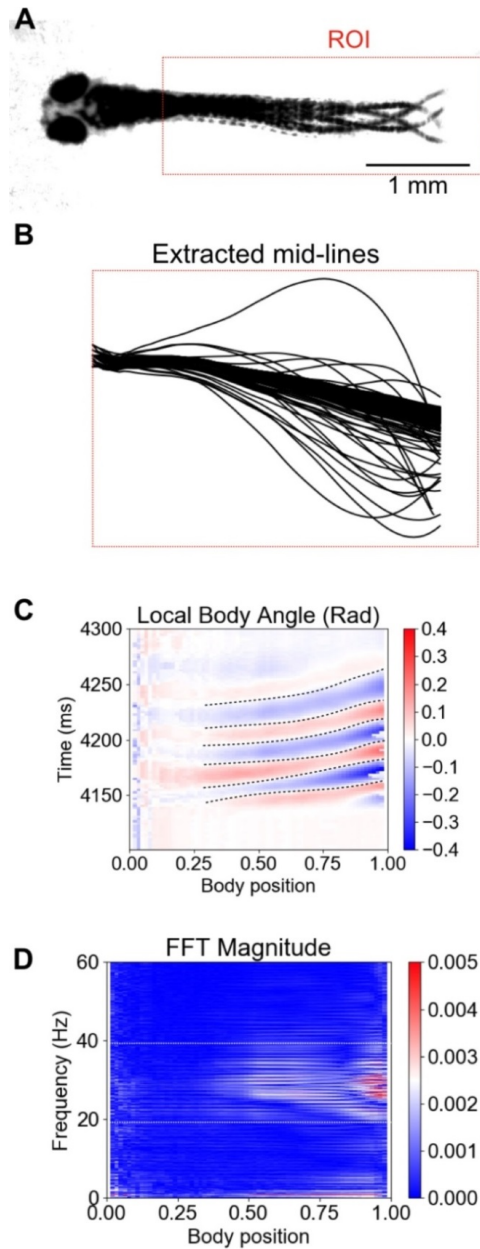 A
ROI
1 mm
B
Extracted mid-lines
C
Local Body Angle (Rad)
4300
4250
4200
4150
Time (ms)
0.00 0.25 0.50 0.75 1.00
Body position
0.4
0.3
0.2
0.1
0.0
−0.1
−0.2
−0.3
−0.4
D
FFT Magnitude
60
40
20
0
Frequency (Hz)
0.00 0.25 0.50 0.75 1.00
Body position
0.005
0.004
0.003
0.002
0.001
0.000